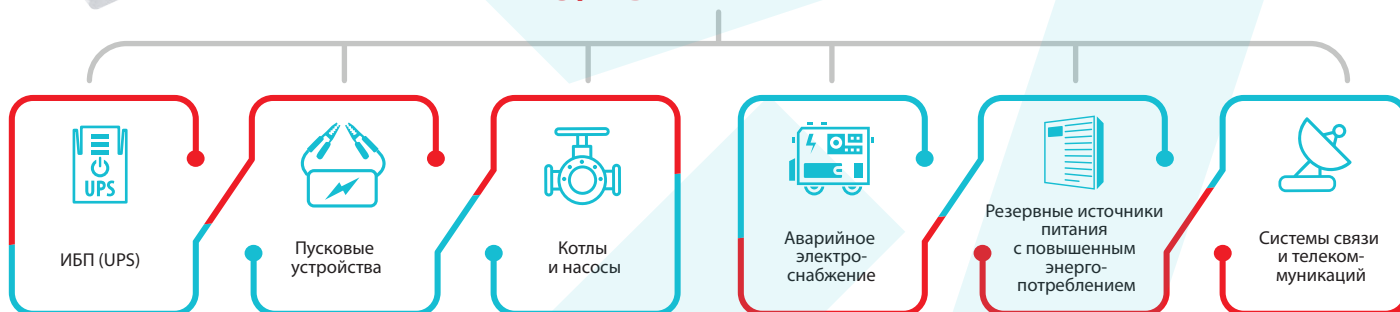 UPS
ИБП (UPS)
Пусковые
устройства
Котлы
и насосы
Аварийное
электро-
снабжение
Резервные источники
питания
с повышенным
энерго-
потреблением
Системы связи
и телеком-
муникаций